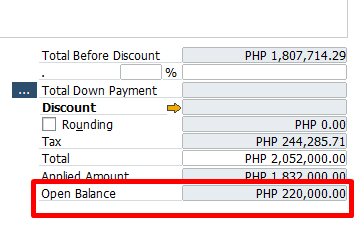 Total Before Discount PHP 1,807,714.29
. %
... Total Down Payment
Discount
Rounding PHP 0.00
Tax PHP 244,285.71
Total PHP 2,052,000.00
Applied Amount PHP 1,832,000.00
Open Balance PHP 220,000.00